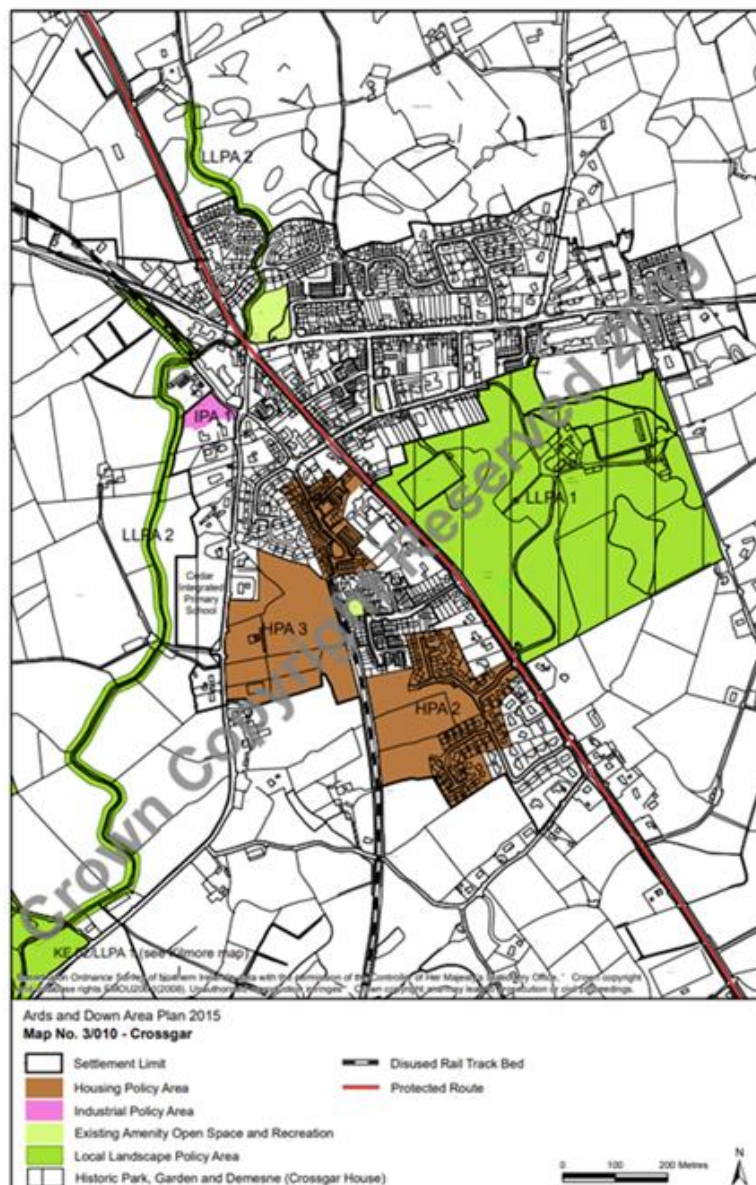 LLPA 2
IPA 1
LLPA 1
LLPA 2
Cedar
Integrated
Primary
School
HPA 3
HPA 2
Crown Copyright Reserved 2009
(see Kilmore map)
Ards and Down Area Plan 2015
Map No. 3/010 - Crossgar
Settlement Limit
Housing Policy Area
Industrial Policy Area
Existing Amenity Open Space and Recreation
Local Landscape Policy Area
Historic Park, Garden and Demesne (Crossgar House)
Disused Rail Track Bed
Protected Route
0 100 200 Metres
N